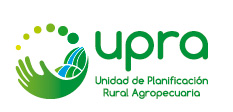 upra
Unidad de Planificación
Rural Agropecuaria